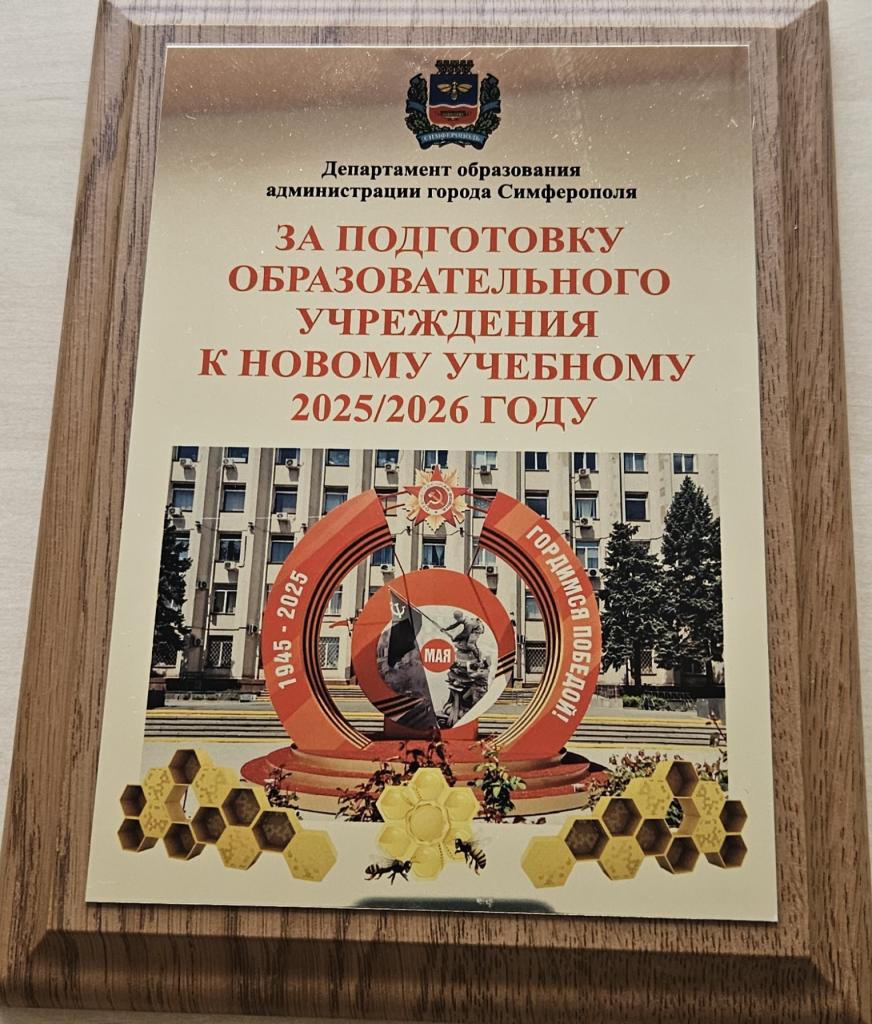 СИМФЕРОПОЛЬ
Департамент образования
администрации города Симферополя
ЗА ПОДГОТОВКУ
ОБРАЗОВАТЕЛЬНОГО
УЧРЕЖДЕНИЯ
К НОВОМУ УЧЕБНОМУ
2025/2026 ГОДУ
1945 - 2025
ГОРДИМСЯ ПОБЕДОЙ!
МАЯ